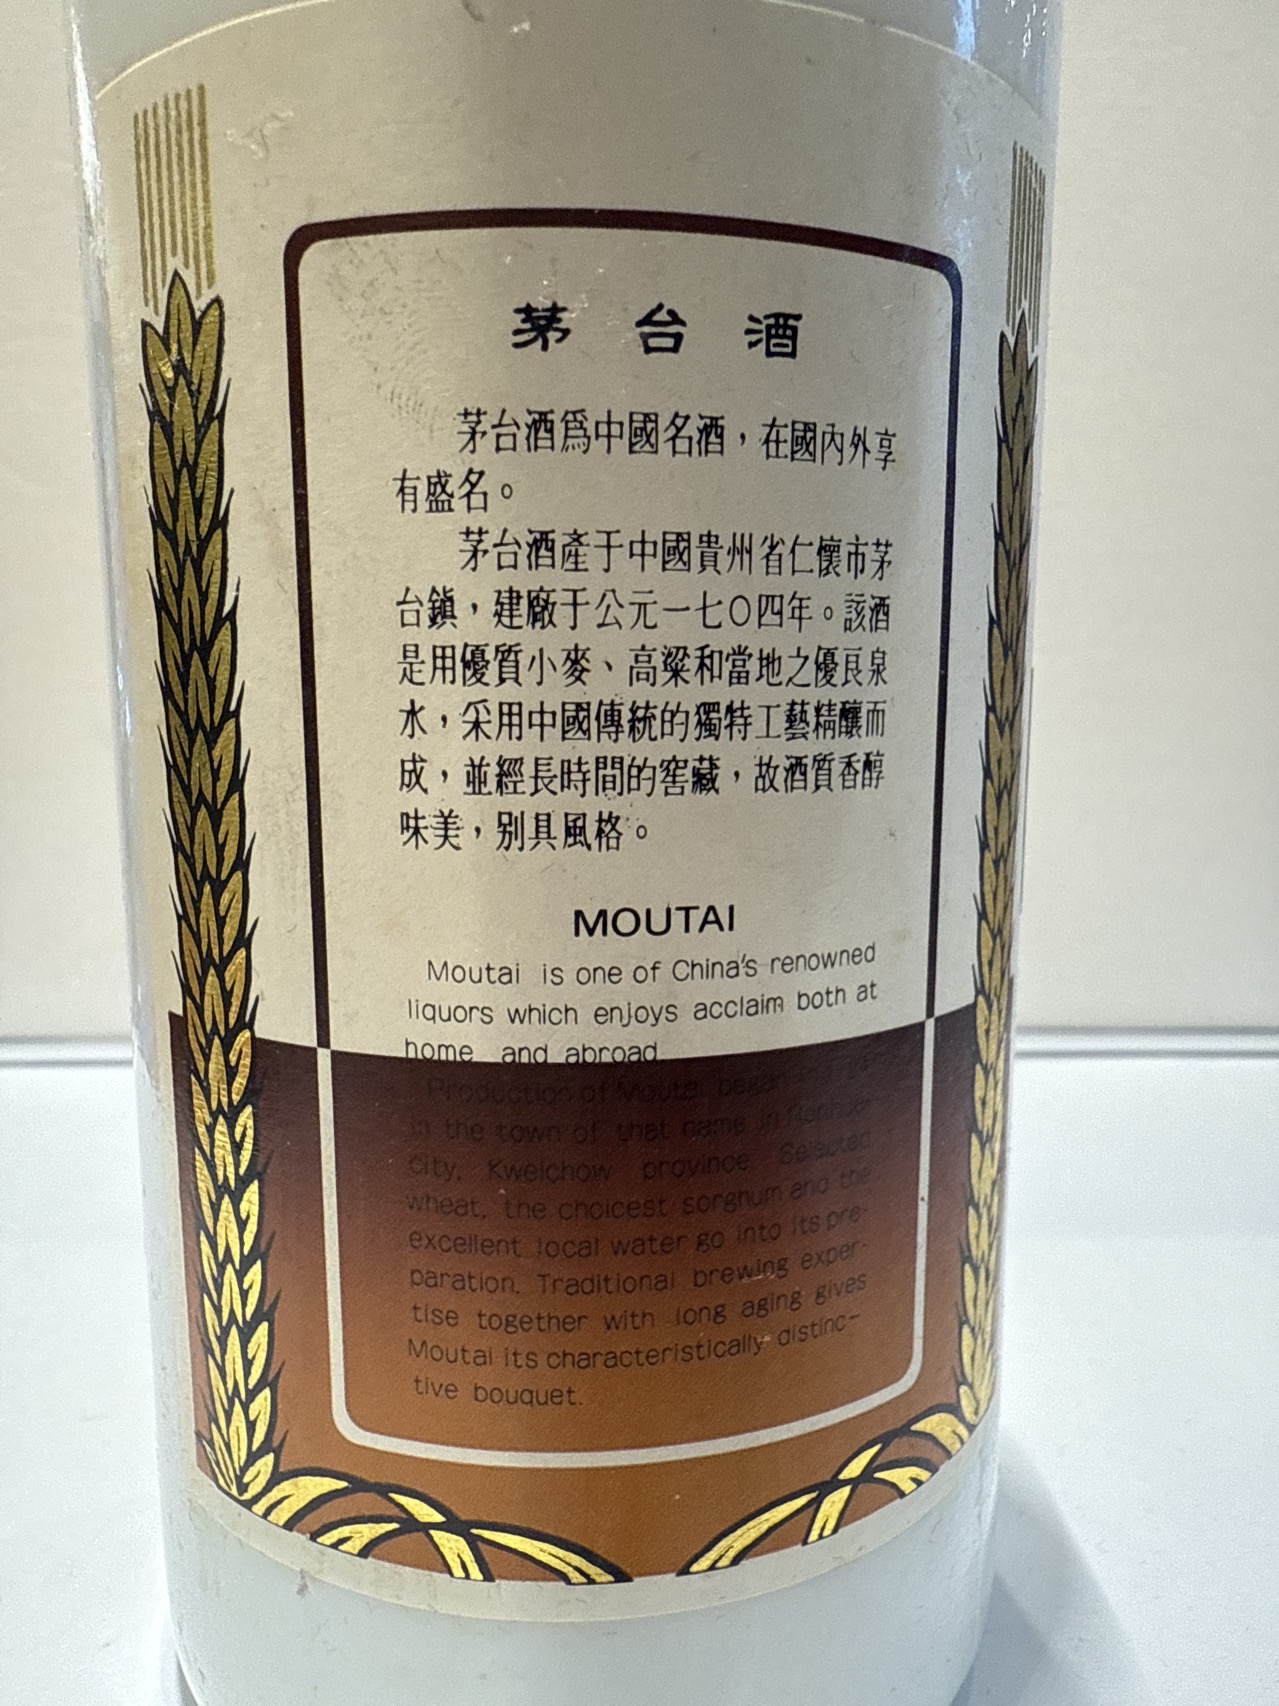 茅台酒
茅台酒爲中國名酒，在國內外享
有盛名。
茅台酒產于中國貴州省仁懷市茅
台鎮，建廠于公元一七〇四年。該酒
是用優質小麥、高粱和當地之優良泉
水，采用中國傳統的獨特工藝精釀而
成，並經長時間的窖藏，故酒質香醇
味美，别具風格。
MOUTAI
Moutai is one of China's renowned
liquors which enjoys acclaim both at
home and abroad.
Production of Moutai began in
in the town of that name in
city, Kweichow province Selected
wheat, the choicest sorghum and the
excellent local water go into its pre-
paration. Traditional brewing exper-
tise together with long aging gives
Moutai its characteristically distinc-
tive bouquet.